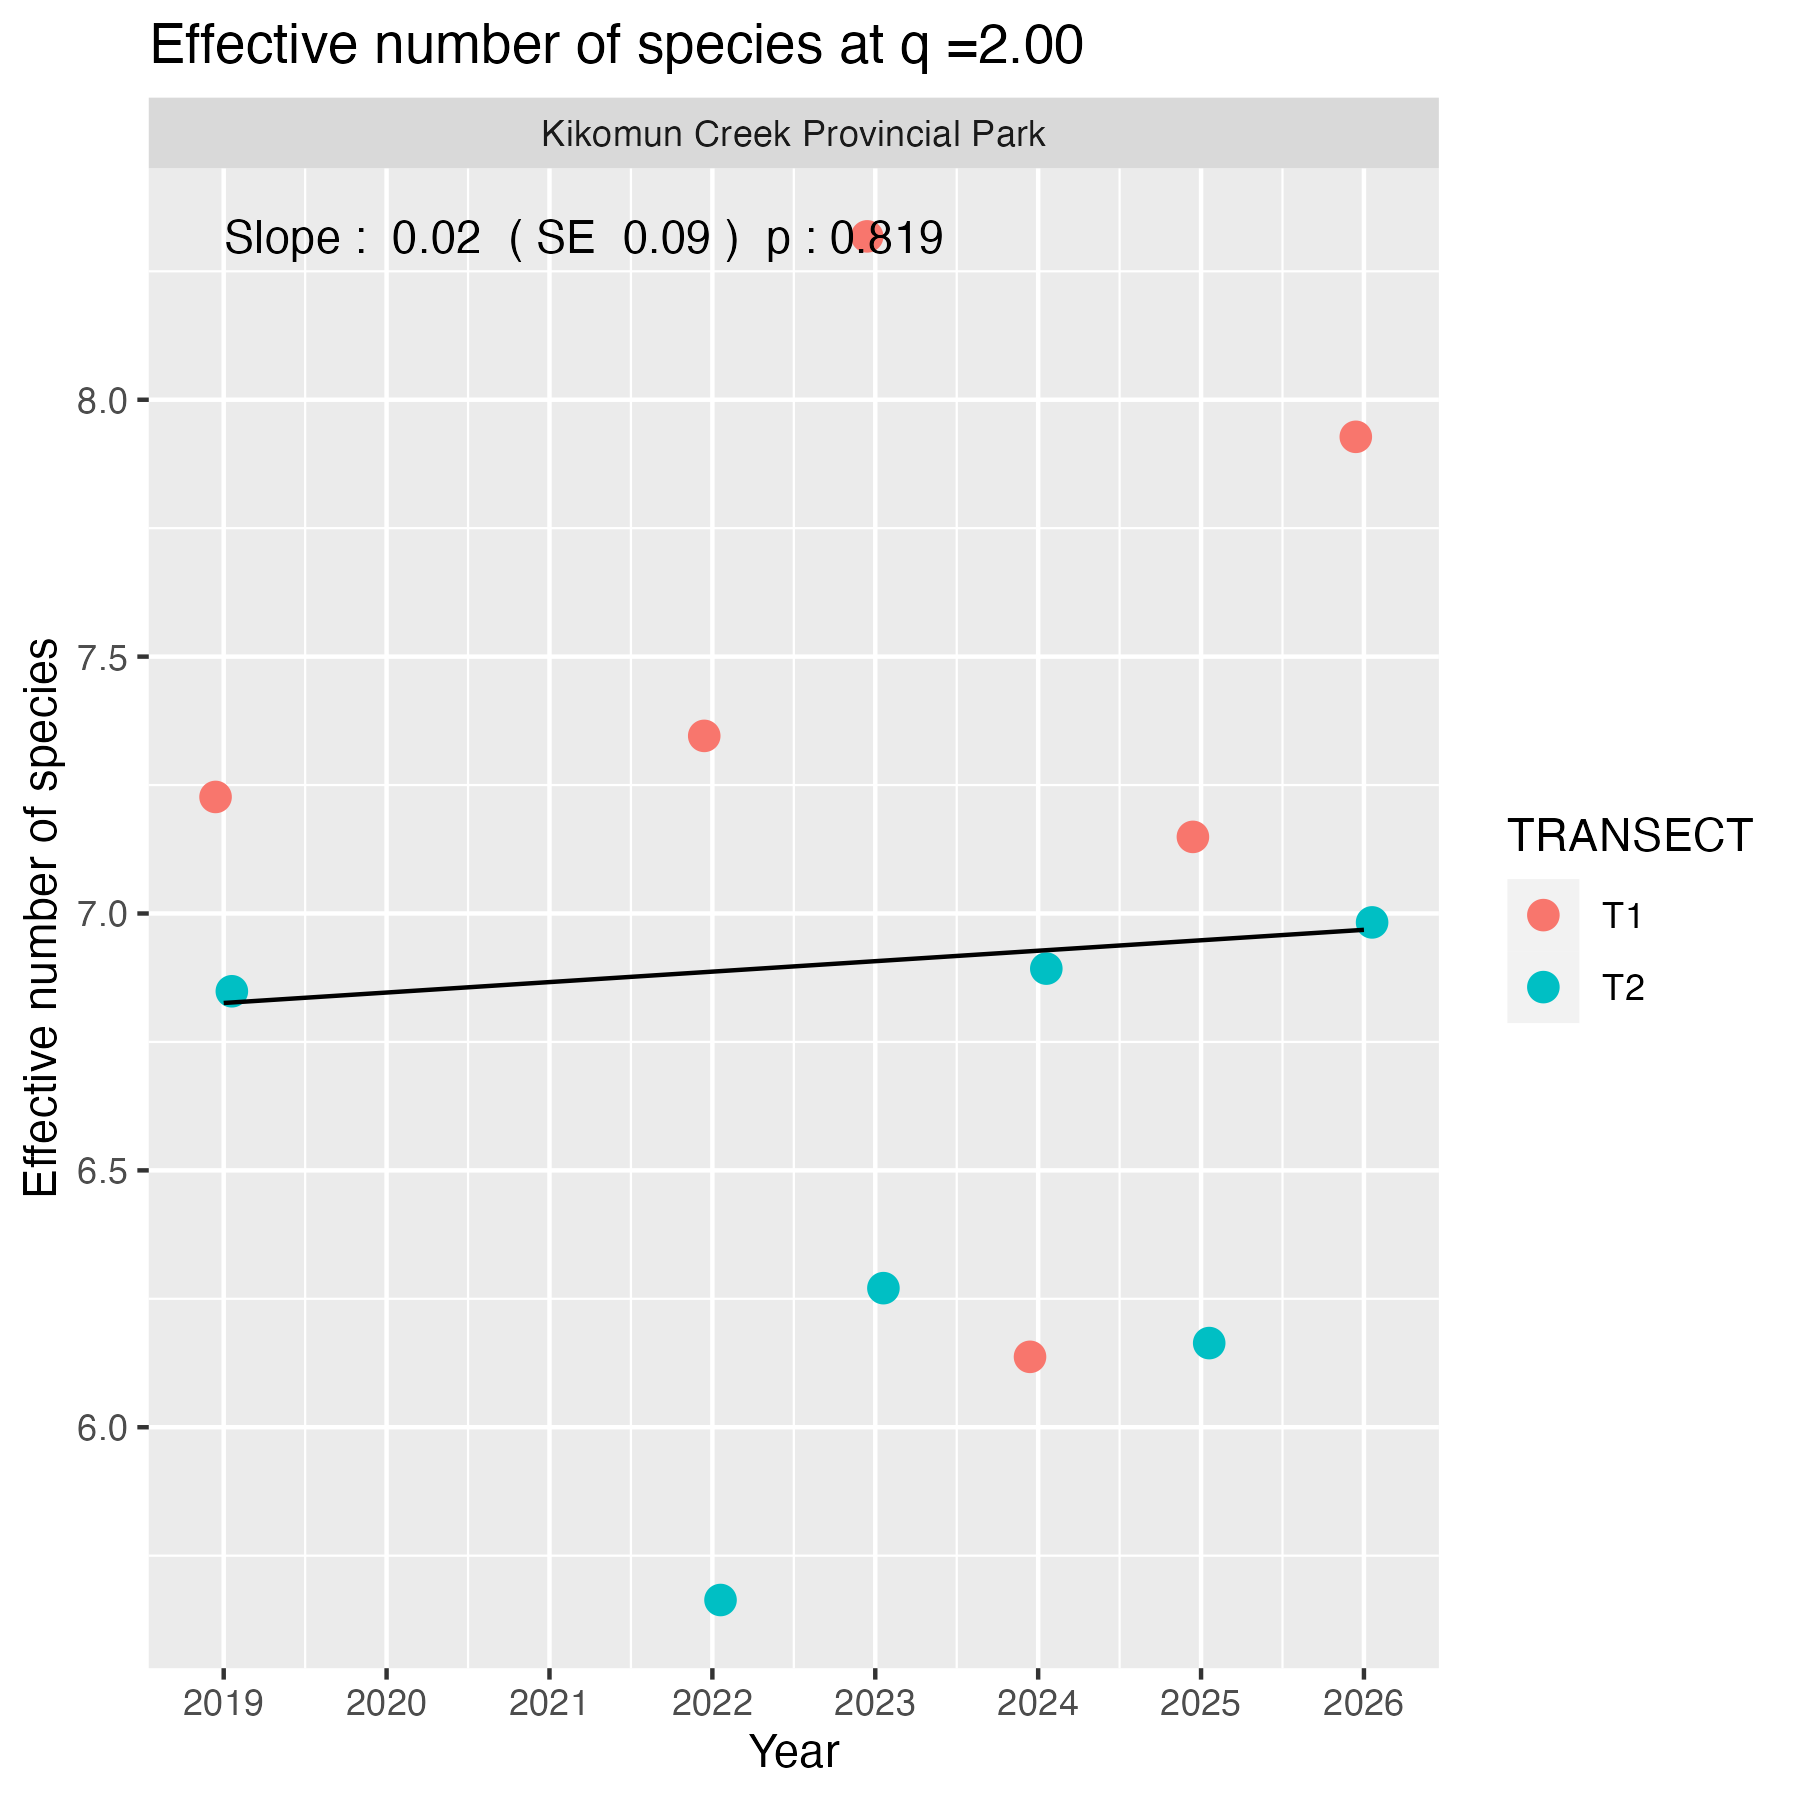 Effective number of species at q =2.00
Kikomun Creek Provincial Park
Slope :  0.02  ( SE  0.09 )  p : 0.819
8.0
7.5
7.0
6.5
6.0
Effective number of species
2019 2020 2021 2022 2023 2024 2025 2026
Year
TRANSECT
T1
T2